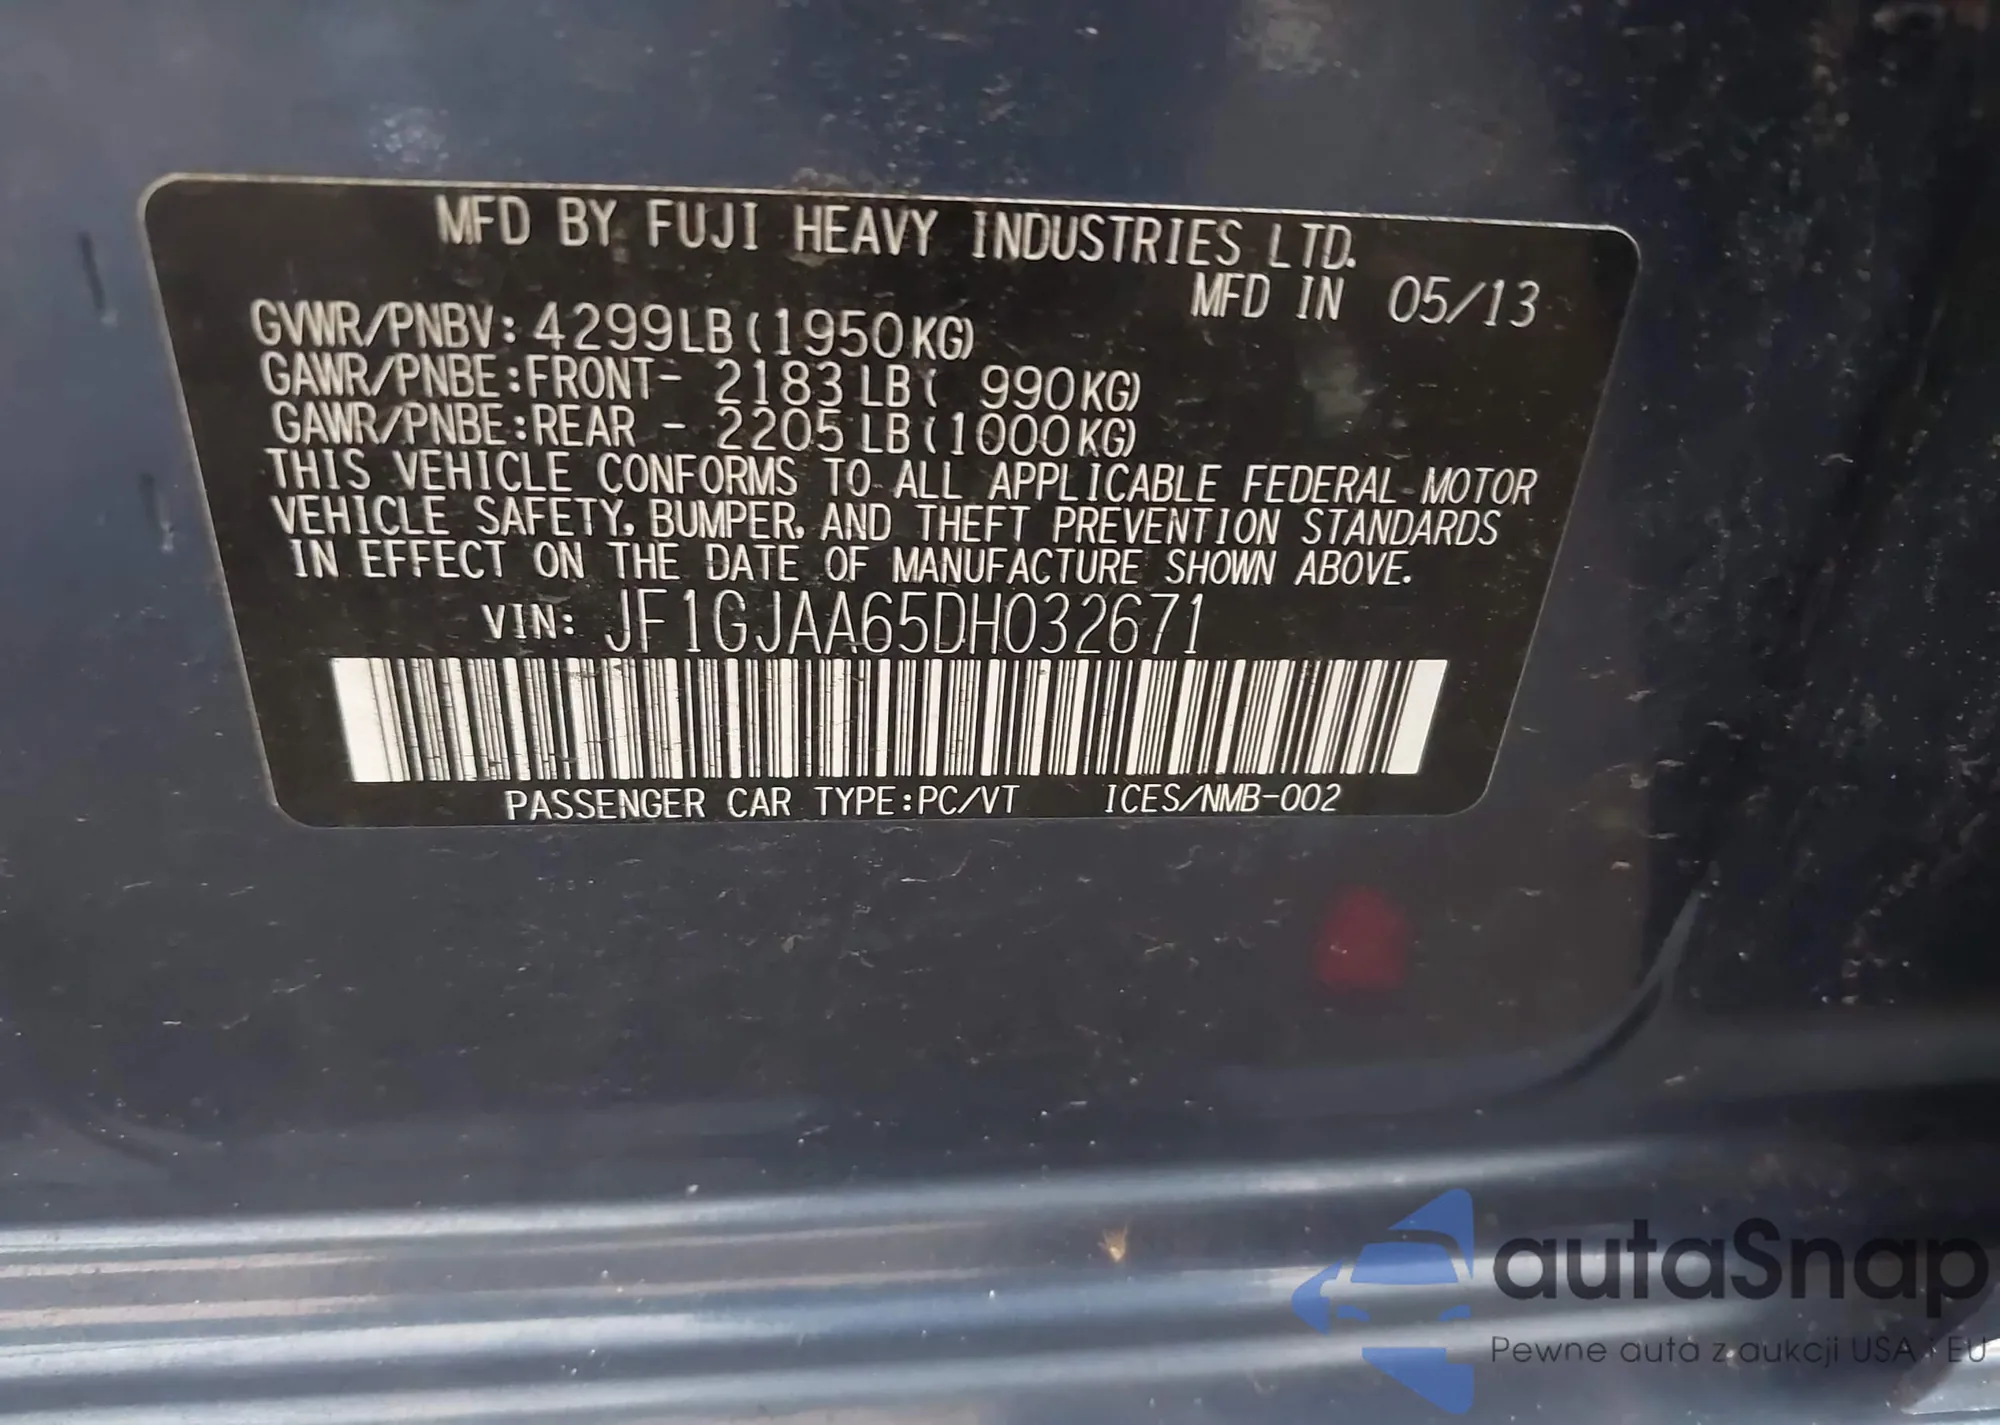 MFD BY FUJI HEAVY INDUSTRIES LTD.
MFD IN 05/13
GVWR/PNBV: 4299LB(1950KG)
GAWR/PNBE:FRONT- 2183LB( 990KG)
GAWR/PNBE:REAR - 2205LB(1000KG)
THIS VEHICLE CONFORMS TO ALL APPLICABLE FEDERAL MOTOR
VEHICLE SAFETY, BUMPER, AND THEFT PREVENTION STANDARDS
IN EFFECT ON THE DATE OF MANUFACTURE SHOWN ABOVE.
VIN: JF1GJAA65DH032671
PASSENGER CAR TYPE:PC/VT ICES/NMB-002
autaSnap
Pewne auta z aukcji USA i EU